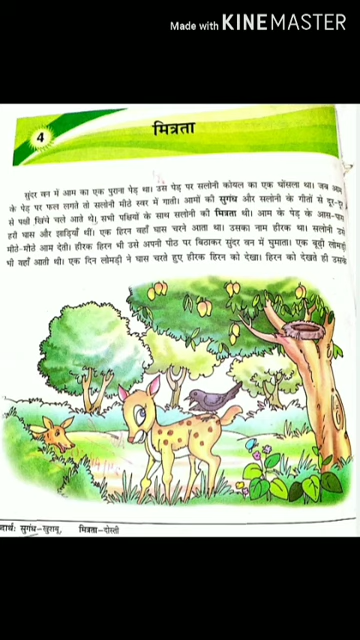 Made with KINEMASTER
4
मित्रता
सुंदर वन में आम का एक पुराना पेड़ था। उस पेड़ पर सलोनी कोयल का एक घोंसला था। जब आम
के पेड़ पर फल लगते तो सलोनी मीठे स्वर में गाती। आमों की सुगंध और सलोनी के गीतों से दूर-दूर
से पक्षी खिंचे चले आते थे। सभी पक्षियों के साथ सलोनी की मित्रता थी। आम के पेड़ के आस-पास
हरी घास और झाड़ियाँ थीं। एक हिरन वहाँ घास चरने आता था। उसका नाम हीरक था। सलोनी उसे
मीठे-मीठे आम देती। हीरक हिरन भी उसे अपनी पीठ पर बिठाकर सुंदर वन में घुमाता। एक बूढ़ी लोमड़ी
भी वहाँ आती थी। एक दिन लोमड़ी ने घास चरते हुए हीरक हिरन को देखा। हिरन को देखते ही उसके
सुगंध-खुशबू, मित्रता-दोस्ती